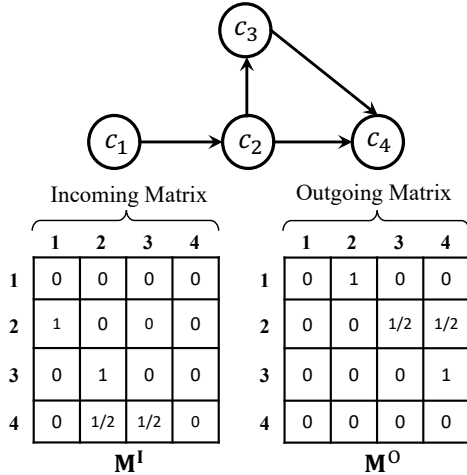 c₃
c₁ c₂ c₄
Incoming Matrix Outgoing Matrix
1 2 3 4 1 2 3 4
1 0 0 0 0 1 0 1 0 0
2 1 0 0 0 2 0 0 1/2 1/2
3 0 1 0 0 3 0 0 0 1
4 0 1/2 1/2 0 4 0 0 0 0
Mᴵ Mᴼ